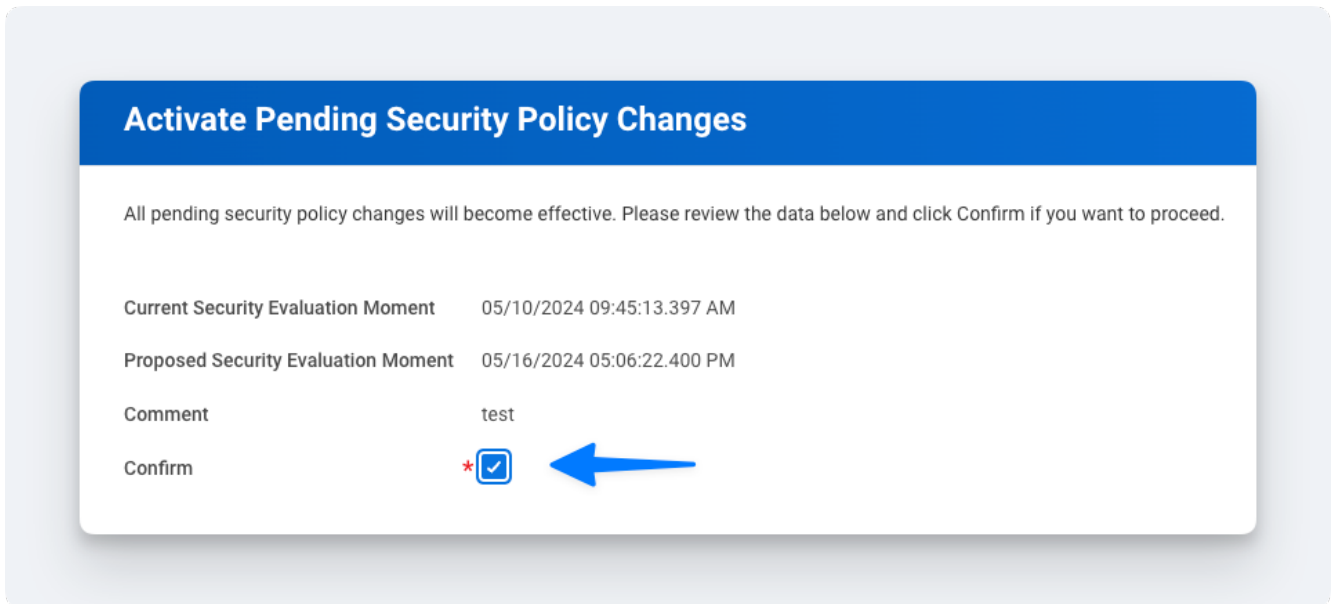 Activate Pending Security Policy Changes
All pending security policy changes will become effective. Please review the data below and click Confirm if you want to proceed.
Current Security Evaluation Moment 05/10/2024 09:45:13.397 AM
Proposed Security Evaluation Moment 05/16/2024 05:06:22.400 PM
Comment test
Confirm *